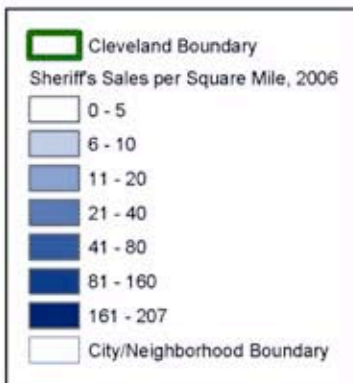 Cleveland Boundary
Sheriff's Sales per Square Mile, 2006
0 - 5
6 - 10
11 - 20
21 - 40
41 - 80
81 - 160
161 - 207
City/Neighborhood Boundary